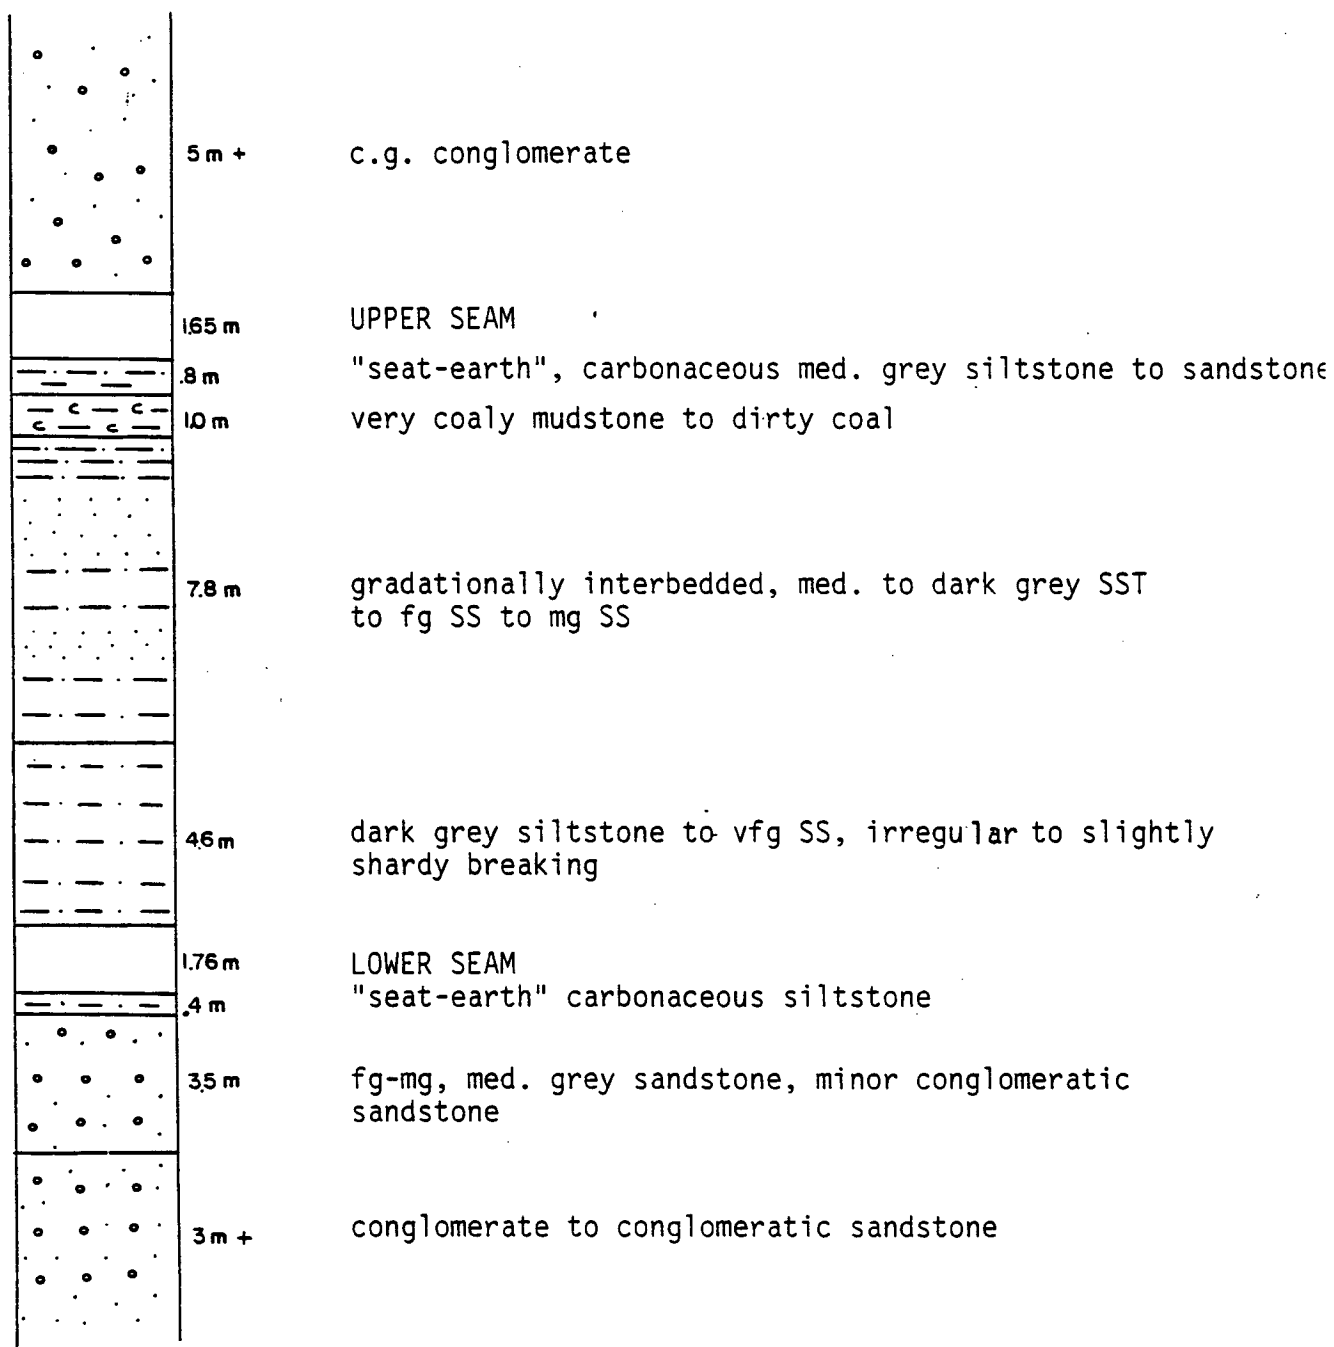 5 m + c.g. conglomerate
1.65 m UPPER SEAM
.8 m "seat-earth", carbonaceous med. grey siltstone to sandstone
1.0 m very coaly mudstone to dirty coal
c c
c c
7.8 m gradationally interbedded, med. to dark grey SST
to fg SS to mg SS
4.6 m dark grey siltstone to vfg SS, irregular to slightly
shardy breaking
1.76 m LOWER SEAM
.4 m "seat-earth" carbonaceous siltstone
3.5 m fg-mg, med. grey sandstone, minor conglomeratic
sandstone
3 m + conglomerate to conglomeratic sandstone